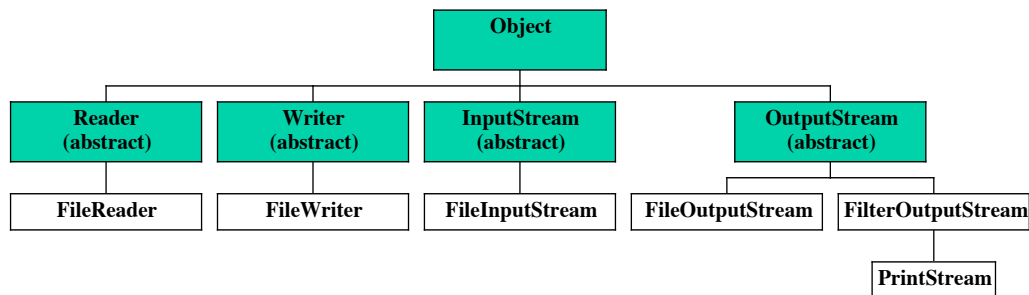 Object
Reader
(abstract)
Writer
(abstract)
InputStream
(abstract)
OutputStream
(abstract)
FileReader
FileWriter
FileInputStream
FileOutputStream
FilterOutputStream
PrintStream